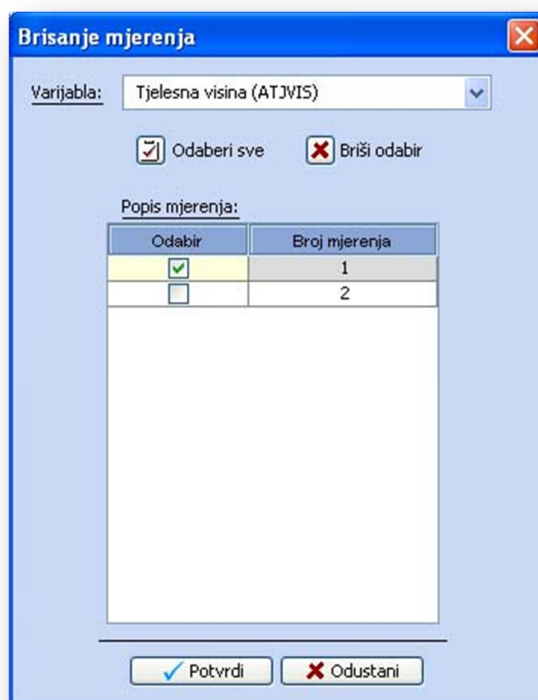 Brisanje mjerenja
Varijabla: Tjelesna visina (ATJVIS)
Odaberi sve Briši odabir
Popis mjerenja:
Odabir Broj mjerenja
1
2
Potvrdi Odustani